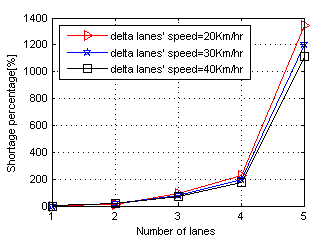 delta lanes' speed=20Km/hr
delta lanes' speed=30Km/hr
delta lanes' speed=40Km/hr
Shortage percentage[%]
1400
1200
1000
800
600
400
200
0
1 2 3 4 5
Number of lanes